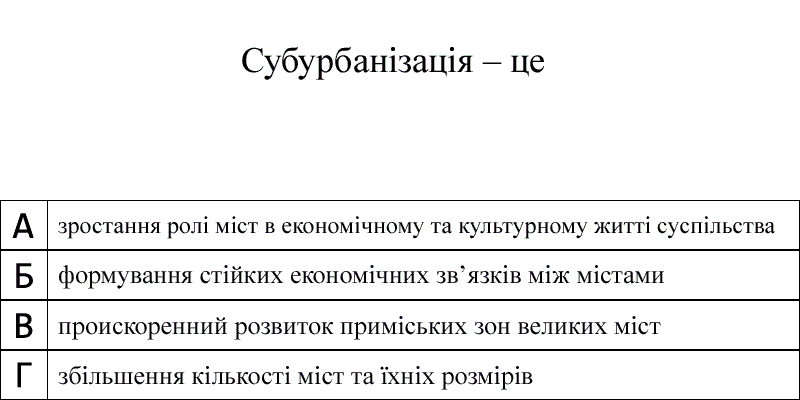 Субурбанізація – це
А зростання ролі міст в економічному та культурному житті суспільства
Б формування стійких економічних зв’язків між містами
В проискоренний розвиток приміських зон великих міст
Г збільшення кількості міст та їхніх розмірів